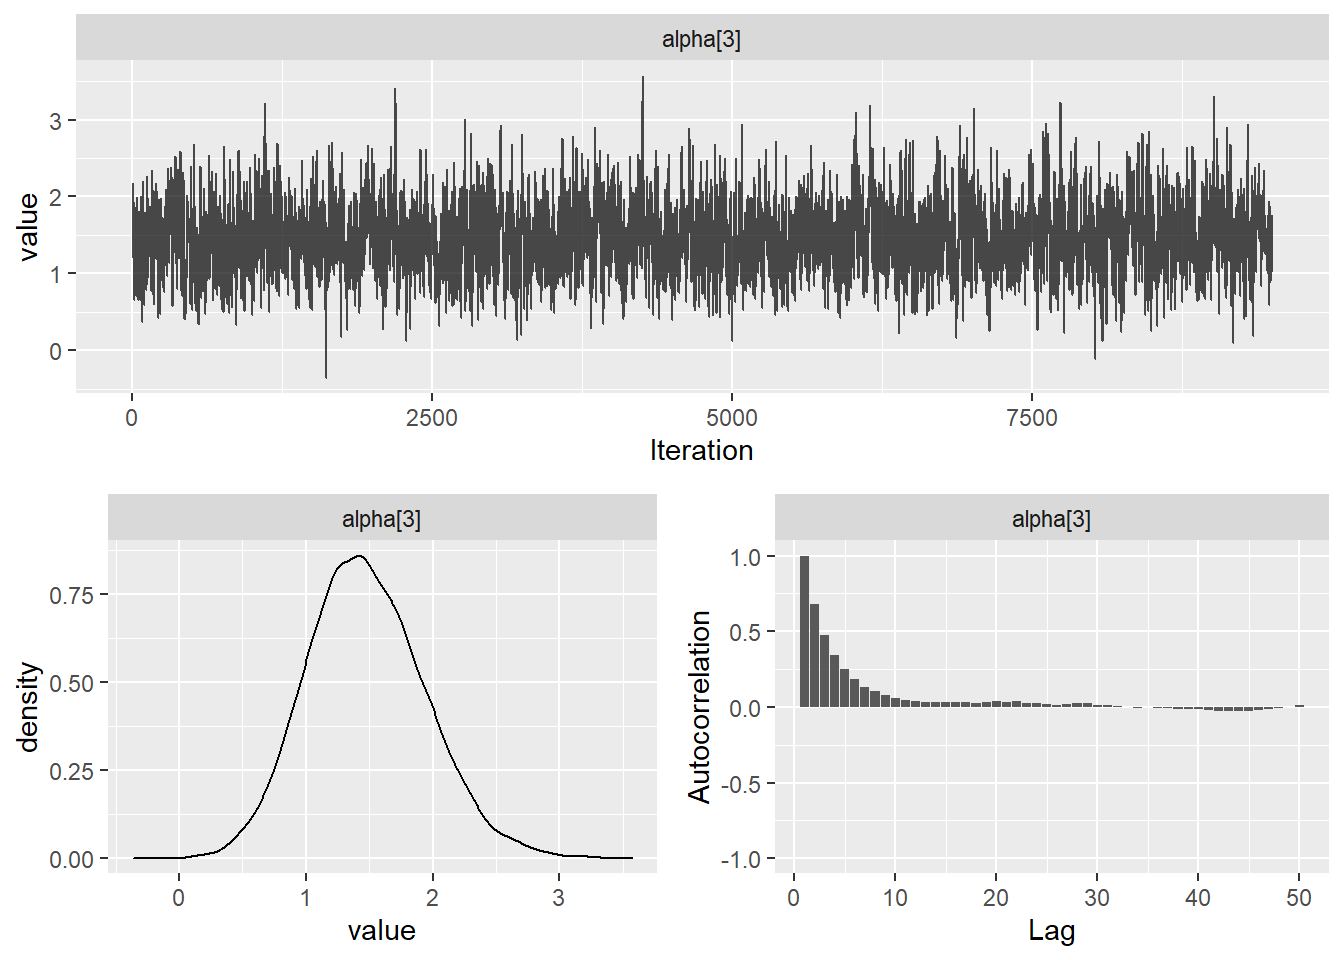 alpha[3]
value
3
2
1
0
0 2500 5000 7500
Iteration
alpha[3]
density
0.75
0.50
0.25
0.00
0 1 2 3
value
alpha[3]
Autocorrelation
1.0
0.5
0.0
-0.5
-1.0
0 10 20 30 40 50
Lag